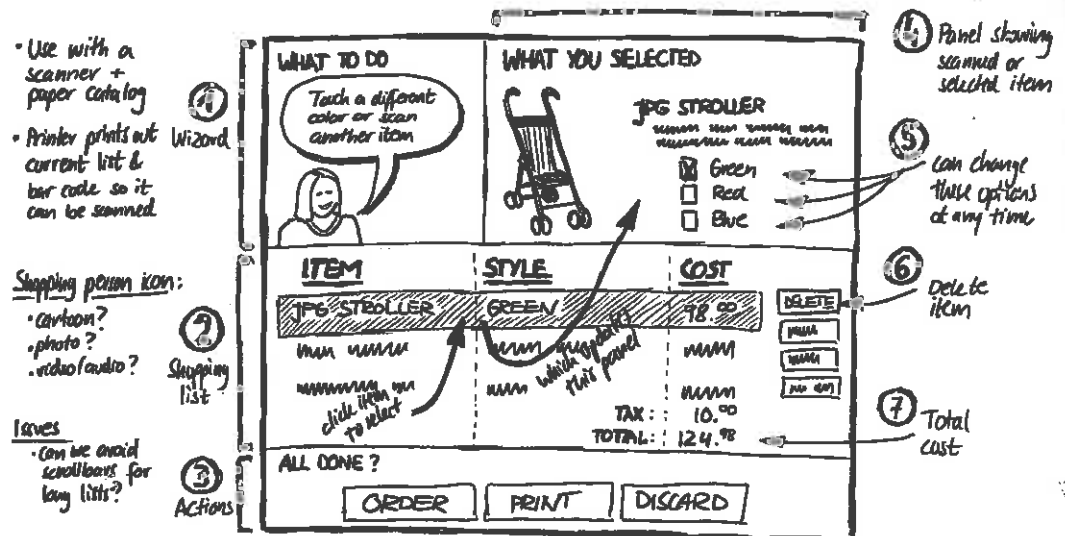 • Use with a
scanner +
paper catalog
• Printer prints out
current list &
bar code so it
can be scanned
1
Wizard
Shopping person icon:
• cartoon?
• photo?
• video/audio?
2
Shopping
list
Issues
• can we avoid
scrollbars for
long lists?
3
Actions
WHAT TO DO
Touch a different
color or scan
another item
WHAT YOU SELECTED
JPG STROLLER
Green
Red
Blue
ITEM STYLE COST
JPG STROLLER GREEN 98.00
DELETE
click item
to select
which updates
this panel
TAX: 10.00
TOTAL: 124.98
ALL DONE?
ORDER PRINT DISCARD
4
Panel showing
scanned or
selected item
5
can change
these options
at any time
6
Delete
item
7
Total
cost